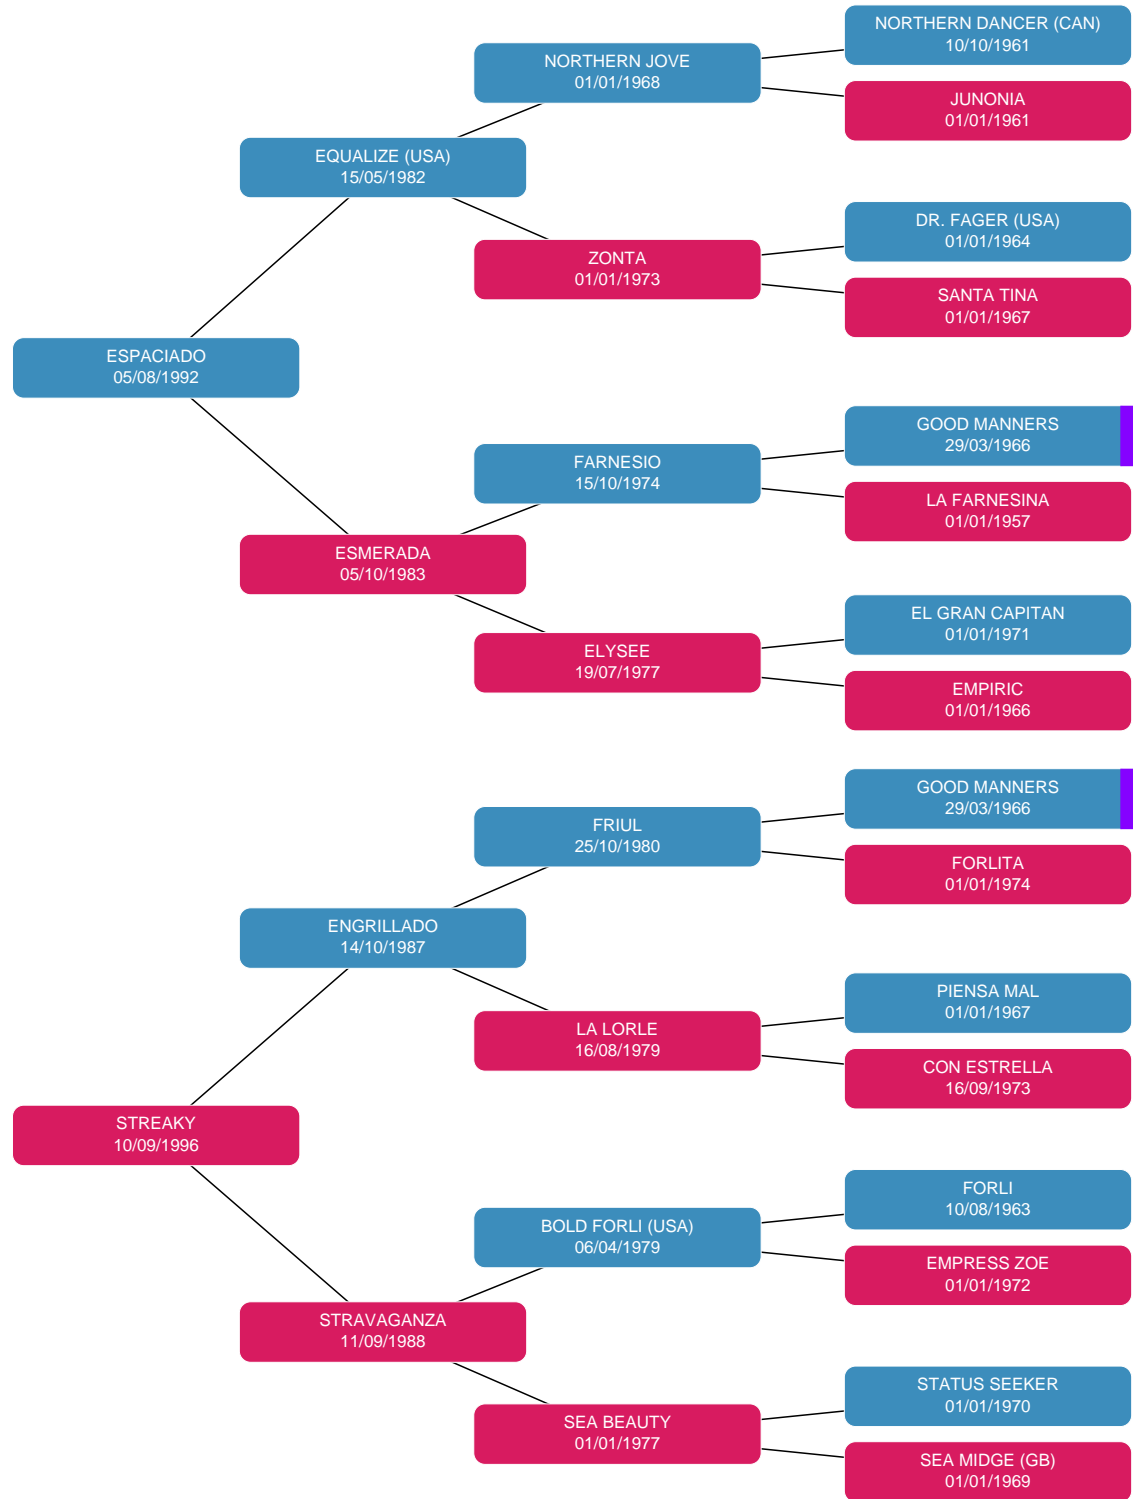 NORTHERN DANCER (CAN)
10/10/1961
NORTHERN JOVE
01/01/1968
JUNONIA
01/01/1961
EQUALIZE (USA)
15/05/1982
DR. FAGER (USA)
01/01/1964
ZONTA
01/01/1973
SANTA TINA
01/01/1967
ESPACIADO
05/08/1992
GOOD MANNERS
29/03/1966
FARNESIO
15/10/1974
LA FARNESINA
01/01/1957
ESMERADA
05/10/1983
EL GRAN CAPITAN
01/01/1971
ELYSEE
19/07/1977
EMPIRIC
01/01/1966
GOOD MANNERS
29/03/1966
FRIUL
25/10/1980
FORLITA
01/01/1974
ENGRILLADO
14/10/1987
PIENSA MAL
01/01/1967
LA LORLE
16/08/1979
CON ESTRELLA
16/09/1973
STREAKY
10/09/1996
FORLI
10/08/1963
BOLD FORLI (USA)
06/04/1979
EMPRESS ZOE
01/01/1972
STRAVAGANZA
11/09/1988
STATUS SEEKER
01/01/1970
SEA BEAUTY
01/01/1977
SEA MIDGE (GB)
01/01/1969